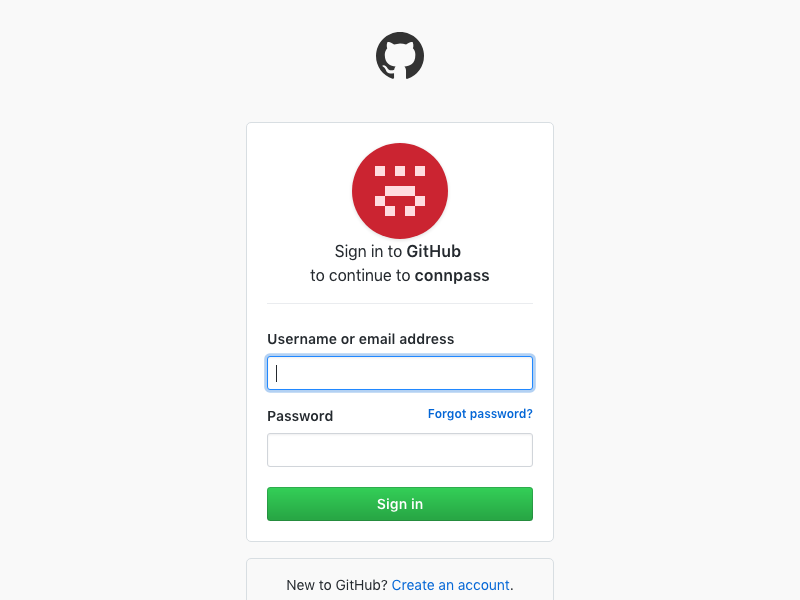 Sign in to GitHub
to continue to connpass
Username or email address
Password
Forgot password?
Sign in
New to GitHub? Create an account.